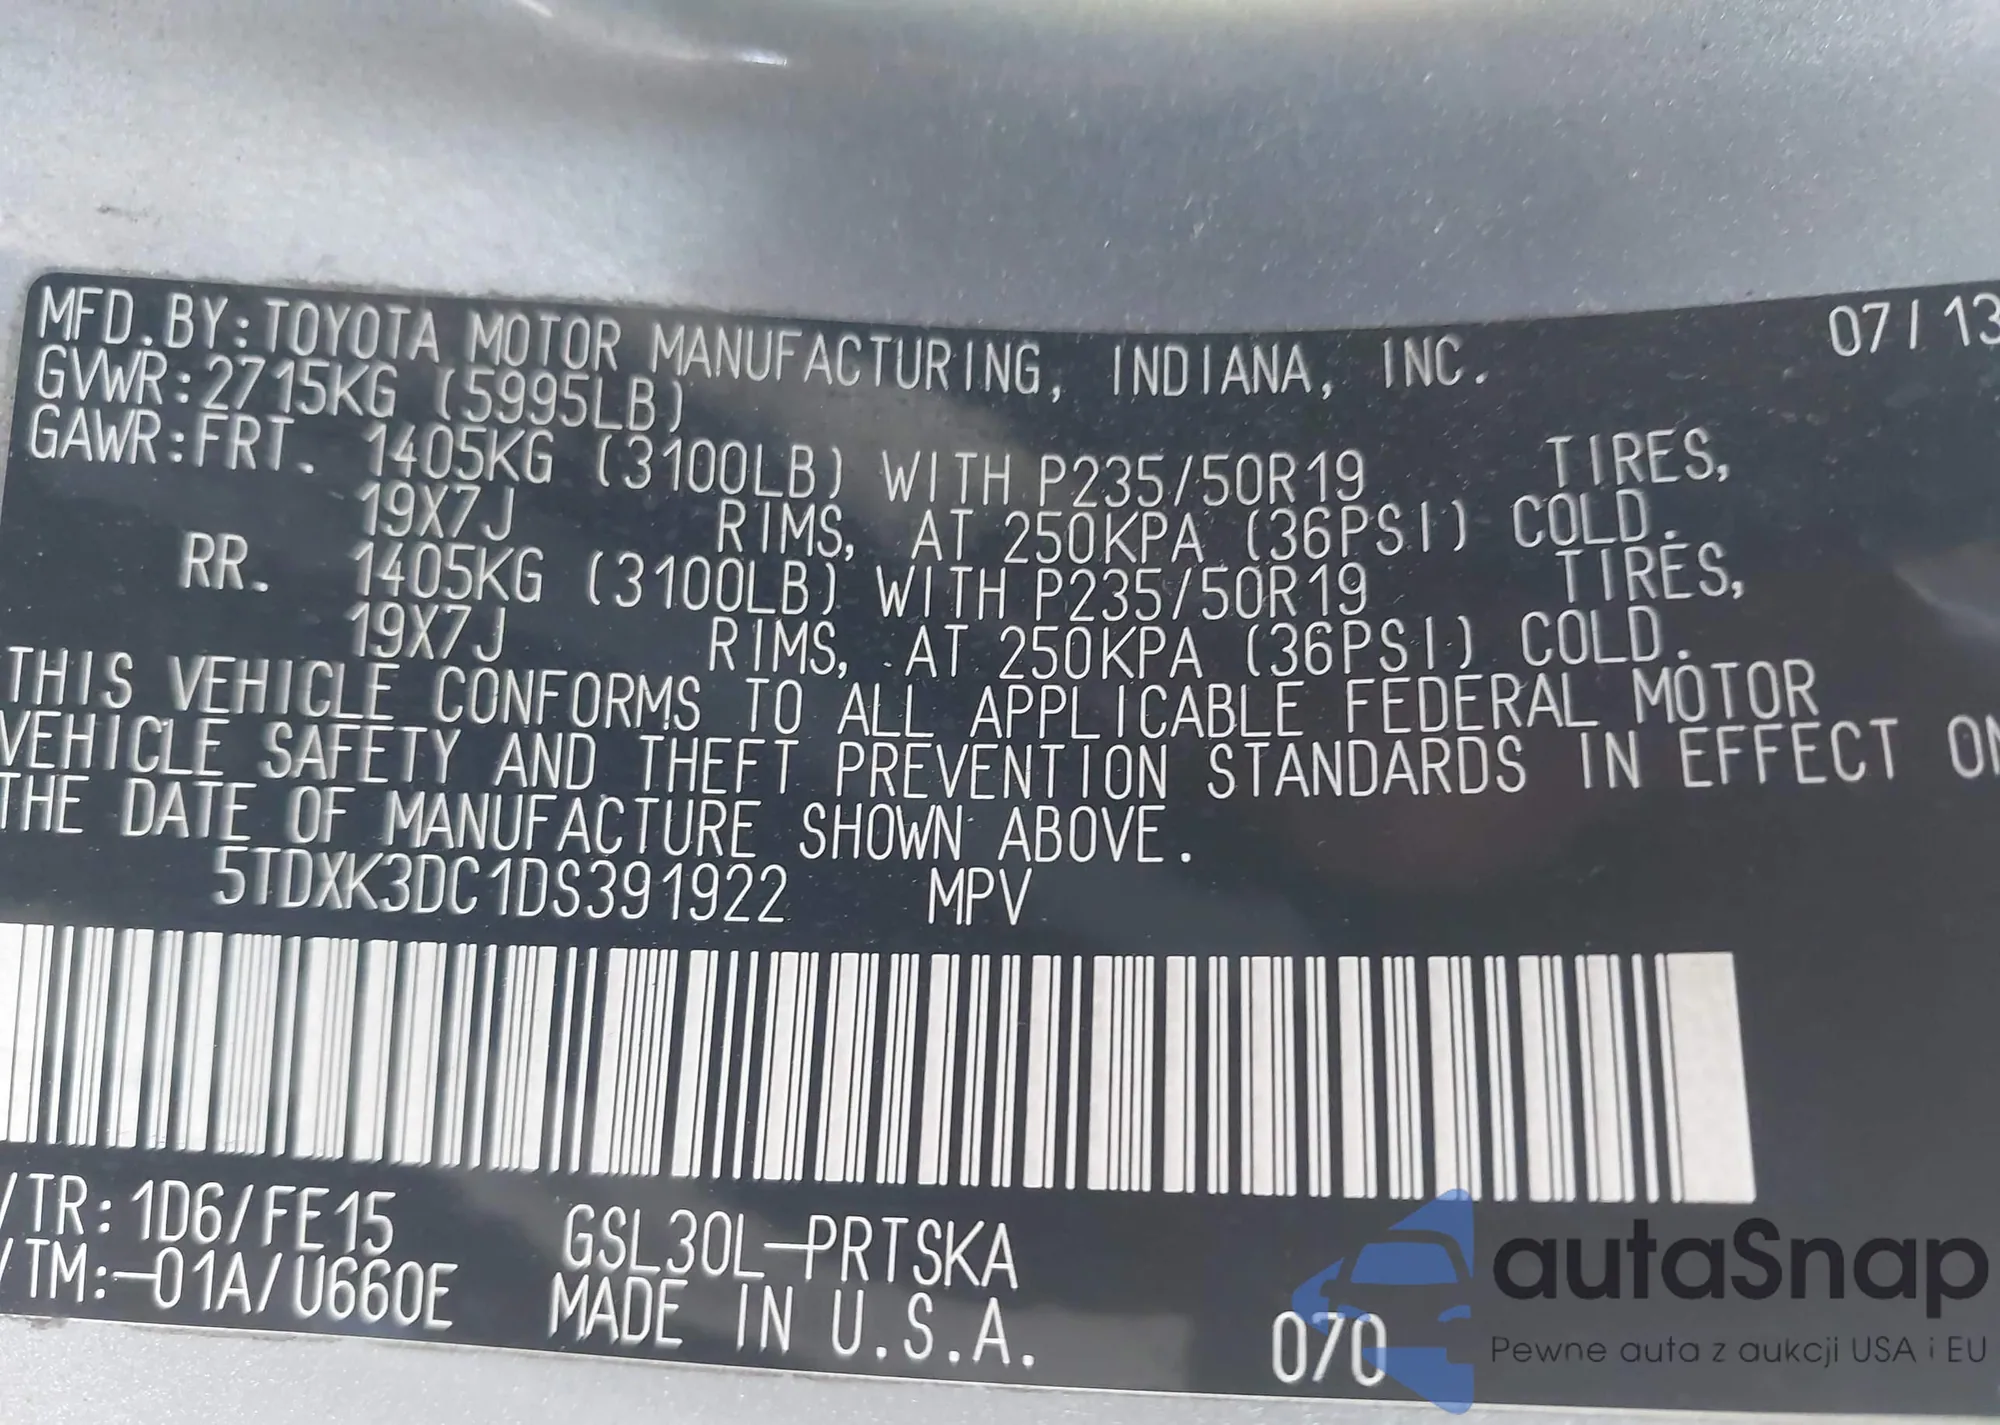 MFD.BY:TOYOTA MOTOR MANUFACTURING, INDIANA, INC. 07/13
GVWR:2715KG (5995LB)
GAWR:FRT. 1405KG (3100LB) WITH P235/50R19 TIRES,
19X7J RIMS, AT 250KPA (36PSI) COLD.
RR. 1405KG (3100LB) WITH P235/50R19 TIRES,
19X7J RIMS, AT 250KPA (36PSI) COLD.
THIS VEHICLE CONFORMS TO ALL APPLICABLE FEDERAL MOTOR
VEHICLE SAFETY AND THEFT PREVENTION STANDARDS IN EFFECT ON
THE DATE OF MANUFACTURE SHOWN ABOVE.
5TDXK3DC1DS391922 MPV
/TR:1D6/FE15 GSL30L-PRTSKA
/TM:-01A/U660E MADE IN U.S.A. 070
autaSnap
Pewne auta z aukcji USA i EU